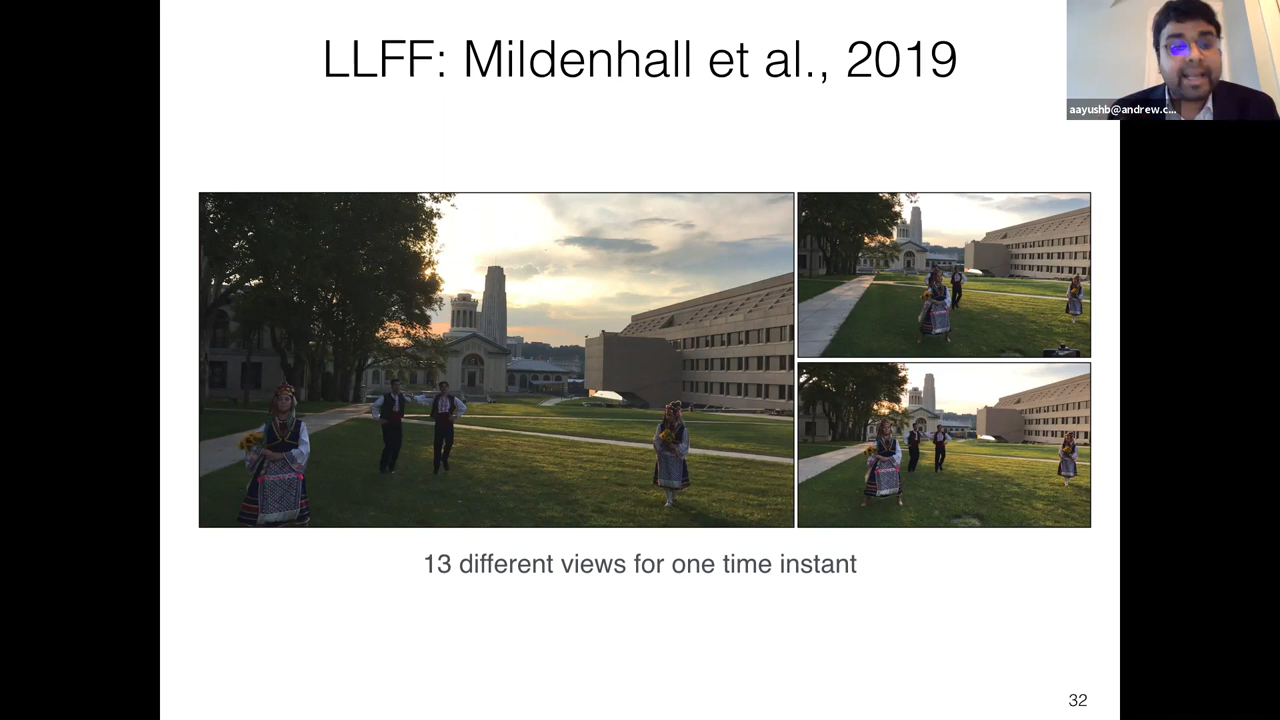 LLFF: Mildenhall et al., 2019
aayushb@andrew.c...
13 different views for one time instant
32